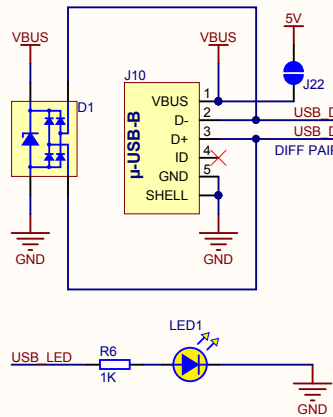 VBUS
VBUS
5V
J10
J22
D1
VBUS 1
D- 2
USB_D
D+ 3
USB_D
ID 4
DIFF PAIR
GND 5
SHELL
µ-USB-B
GND
GND
LED1
USB_LED
R6
1K
GND